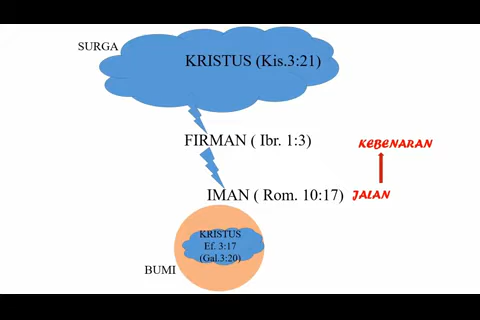 SURGA
KRISTUS (Kis.3:21)
FIRMAN ( Ibr. 1:3)
KEBENARAN
IMAN ( Rom. 10:17)
JALAN
KRISTUS
Ef. 3:17
(Gal.3:20)
BUMI